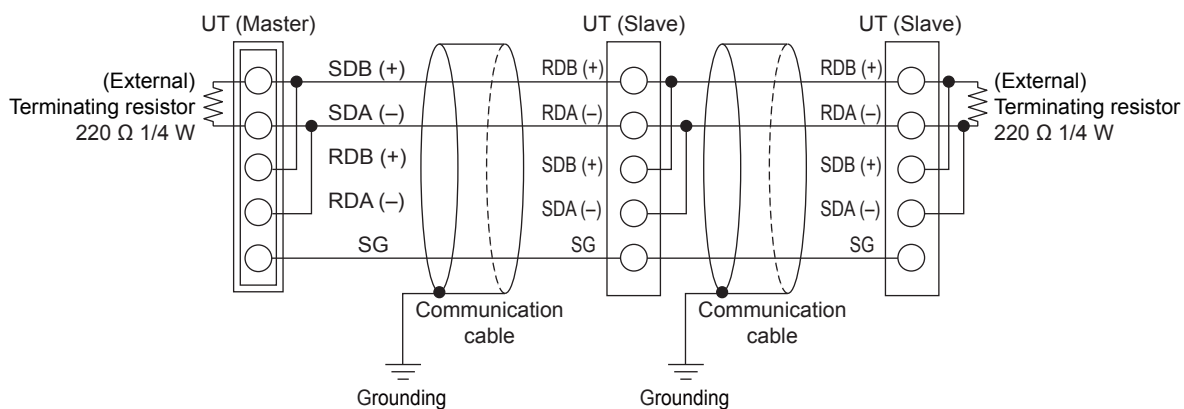 UT (Master)
UT (Slave)
UT (Slave)
(External)
Terminating resistor
220 Ω 1/4 W
SDB (+)
SDA (–)
RDB (+)
RDA (–)
SG
RDB (+)
RDA (–)
SDB (+)
SDA (–)
SG
RDB (+)
RDA (–)
SDB (+)
SDA (–)
SG
(External)
Terminating resistor
220 Ω 1/4 W
Communication
cable
Communication
cable
Grounding
Grounding